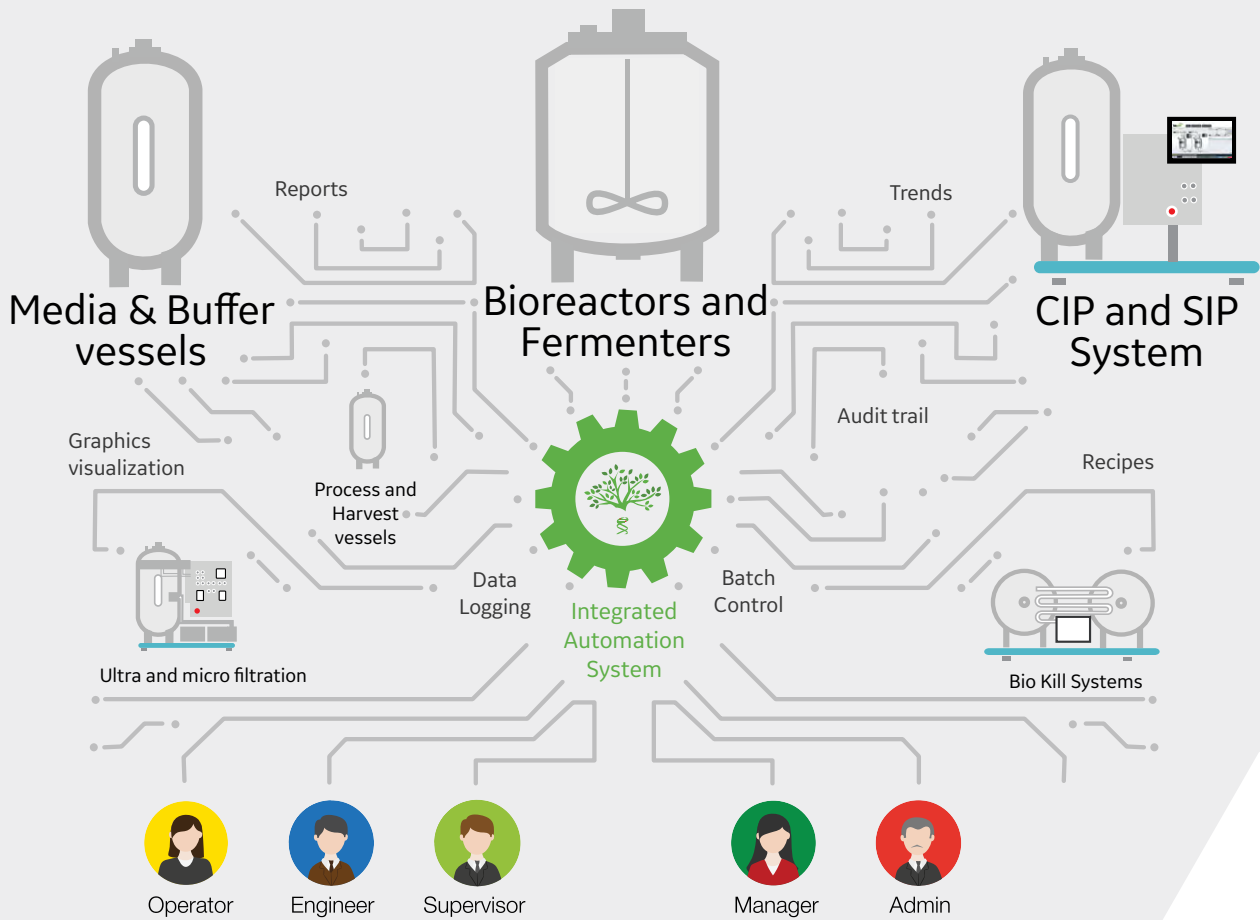 Reports
Trends
Media & Buffer
vessels
Bioreactors and
Fermenters
CIP and SIP
System
Audit trail
Graphics
visualization
Recipes
Process and
Harvest
vessels
Data
Logging
Batch
Control
Integrated
Automation
System
Ultra and micro filtration
Bio Kill Systems
Operator
Engineer
Supervisor
Manager
Admin